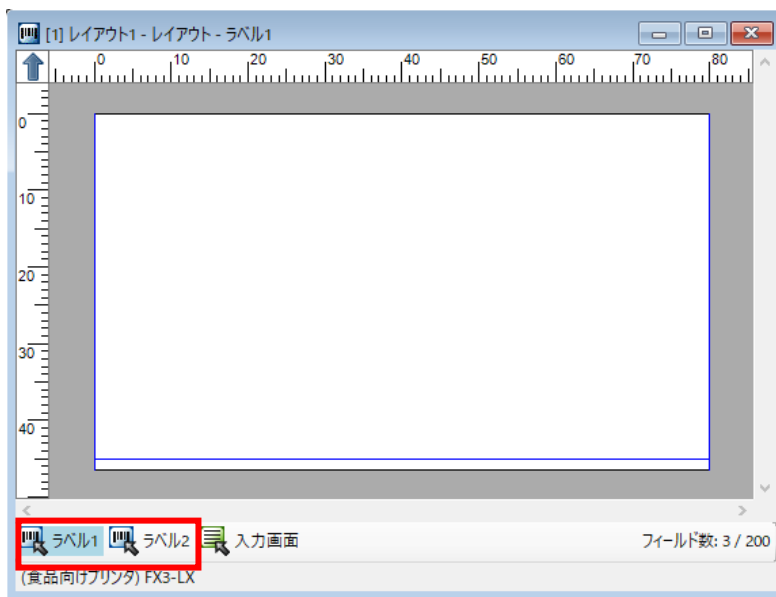 [1] レイアウト1 - レイアウト - ラベル1
0 10 20 30 40 50 60 70 80
0
10
20
30
40
ラベル1 ラベル2 入力画面 フィールド数: 3 / 200
(食品向けプリンタ) FX3-LX